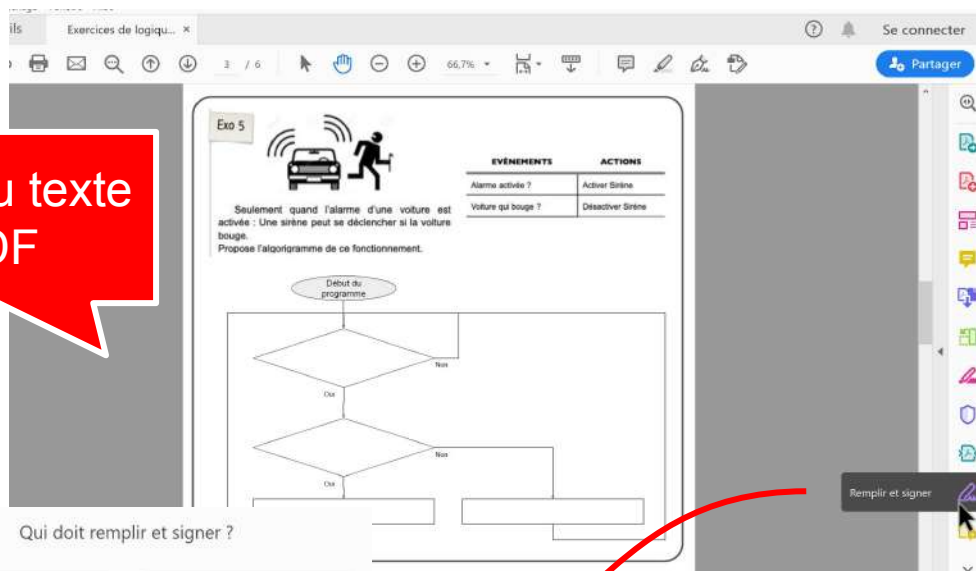 ils
Exercices de logiqu... ×
Se connecter
3 / 6
66,7%
Partager
Exo 5
EVÉNEMENTS ACTIONS
Alarme activée ? Activer Sirène
Voiture qui bouge ? Désactiver Sirène
Seulement quand l'alarme d'une voiture est
activée : Une sirène peut se déclencher si la voiture
bouge.
Propose l'algorigramme de ce fonctionnement.
u texte
DF
Début du
programme
Non
Oui
Non
Oui
Remplir et signer
Qui doit remplir et signer ?